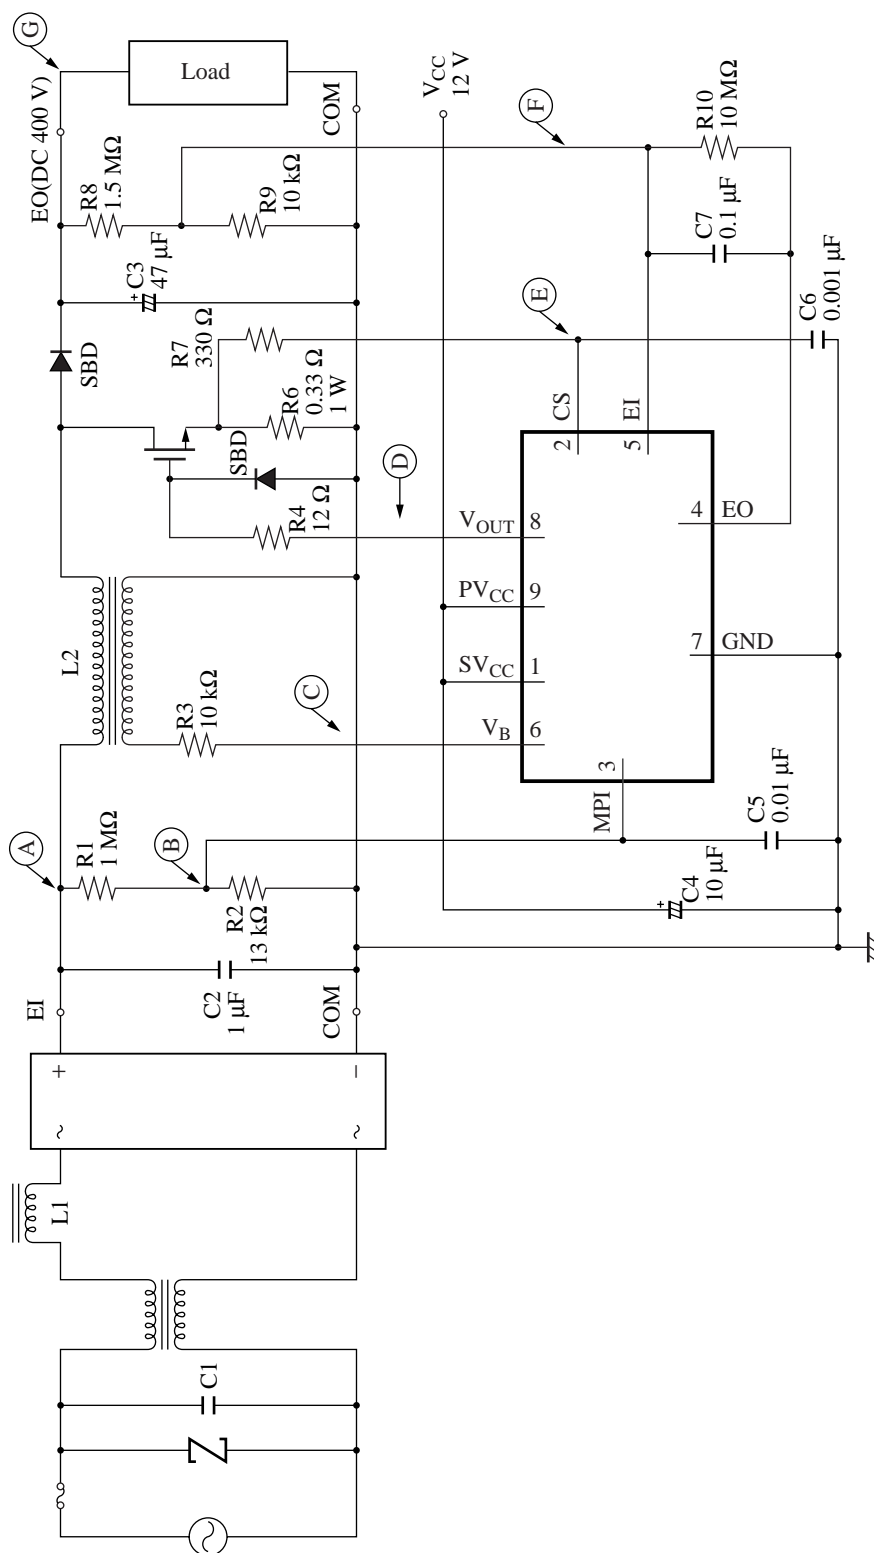 G
EO(DC 400 V)
Load
COM
R8
1.5 MΩ
R9
10 kΩ
+
C3
47 µF
SBD
R7
330 Ω
R6
0.33 Ω
1 W
SBD
R4
12 Ω
D
L2
R3
10 kΩ
C
A
R1
1 MΩ
B
R2
13 kΩ
C2
1 µF
EI
COM
+
−
~
~
L1
C1
VCC
12 V
F
R10
10 MΩ
C7
0.1 µF
E
C6
0.001 µF
CS
2
EI
5
VOUT
8
4
EO
PVCC
9
SVCC
1
7
GND
VB
6
3
MPI
C5
0.01 µF
+
C4
10 µF